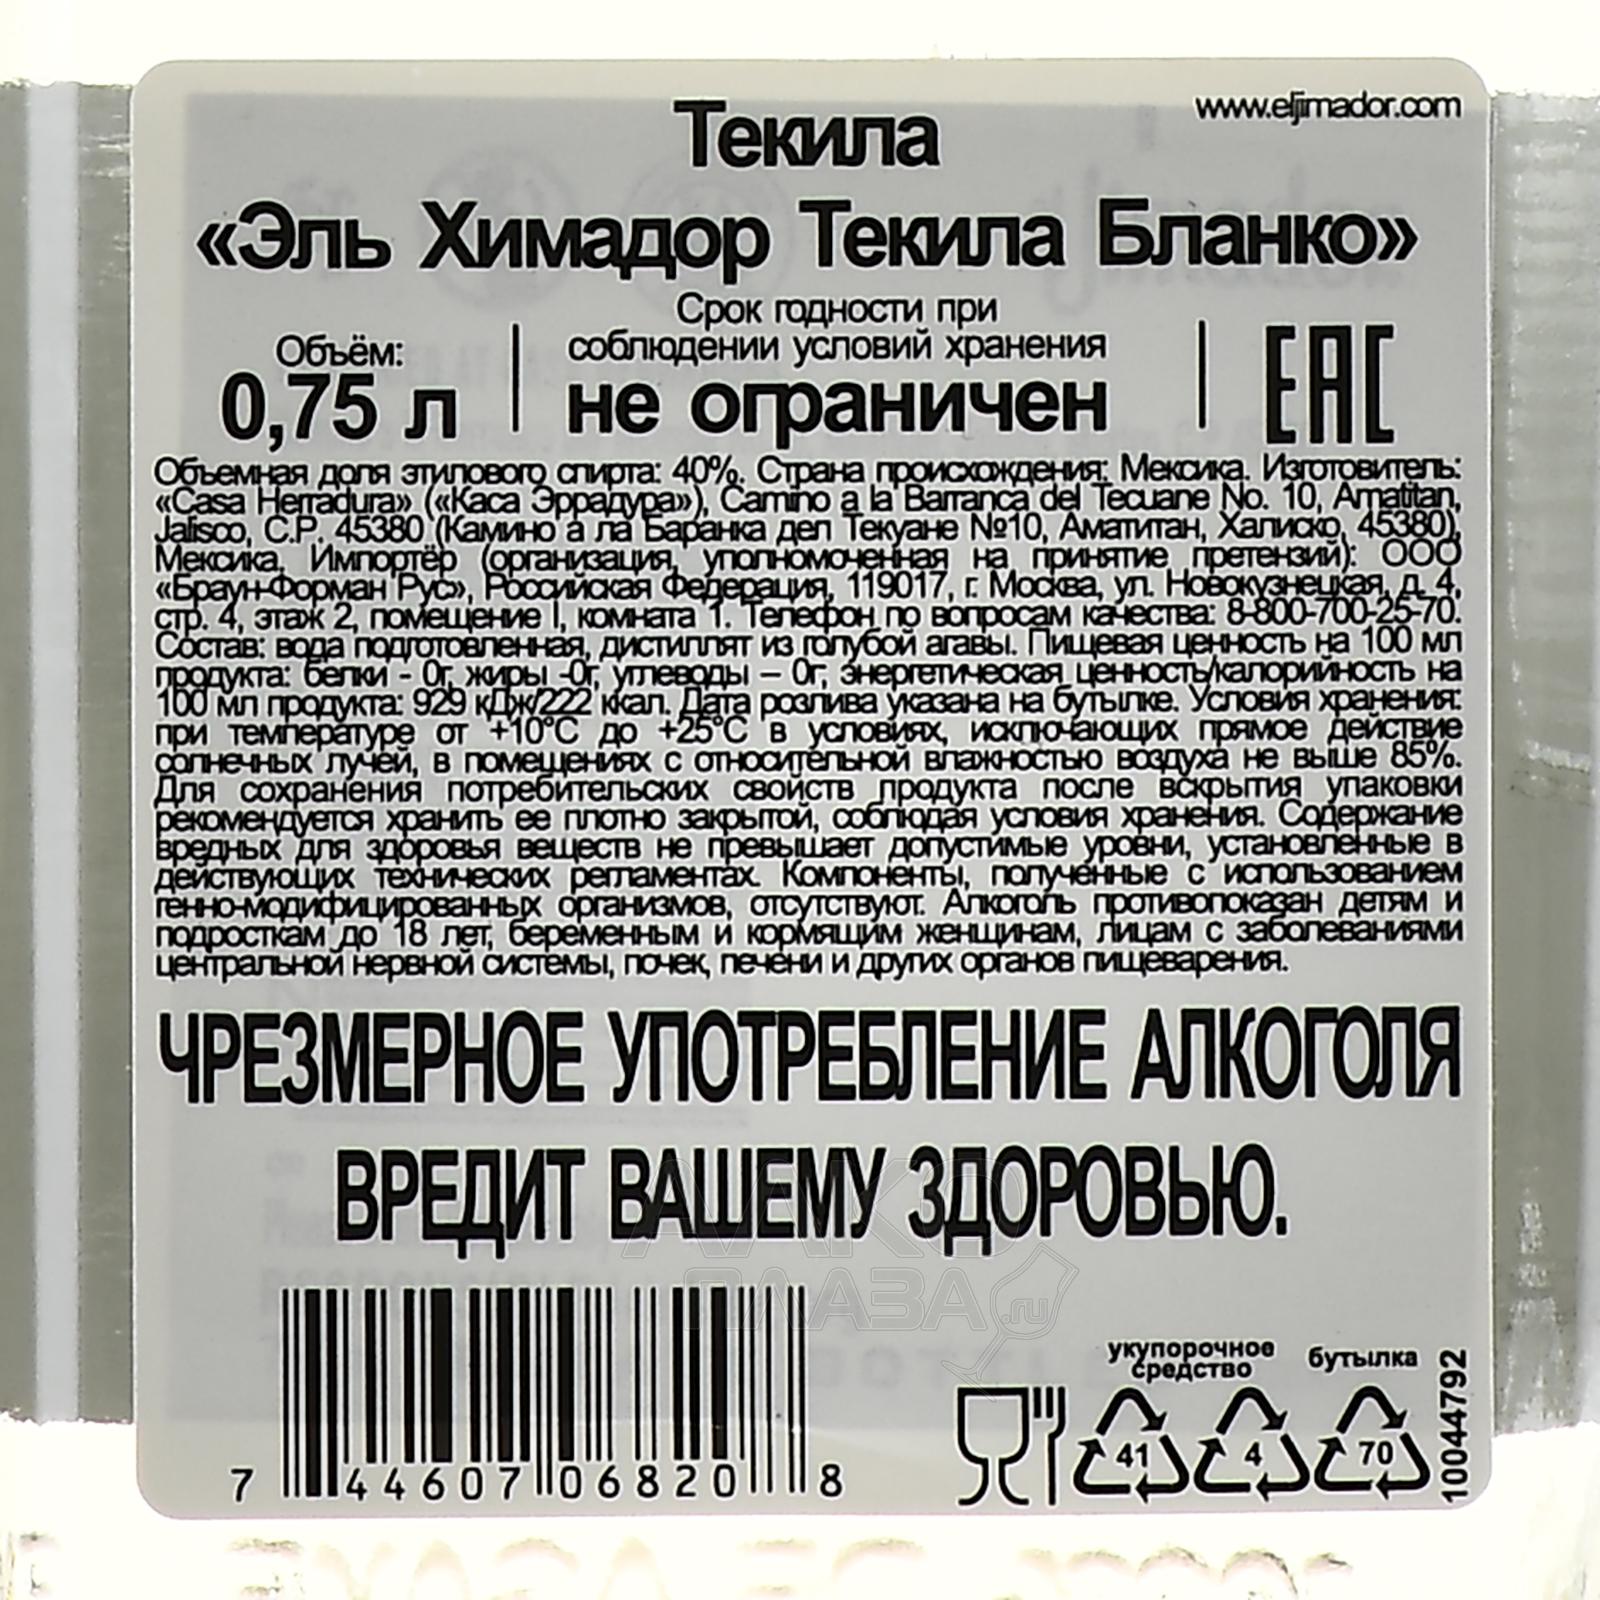 www.eljimador.com
Текила
«Эль Химадор Текила Бланко»
Объём:
0,75 л
Срок годности при
соблюдении условий хранения
не ограничен
EAC
Объемная доля этилового спирта: 40%. Страна происхождения: Мексика. Изготовитель:
«Casa Herradura» («Каса Эррадура»), Camino a la Barranca del Tecuane No. 10, Amatitan,
Jalisco, C.P. 45380 (Камино а ла Баранка дел Текуане №10, Аматитан, Халиско, 45380),
Мексика. Импортёр (организация, уполномоченная на принятие претензий): ООО
«Браун-Форман Рус», Российская Федерация, 119017, г. Москва, ул. Новокузнецкая, д. 4,
стр. 4, этаж 2, помещение I, комната 1. Телефон по вопросам качества: 8-800-700-25-70.
Состав: вода подготовленная, дистиллят из голубой агавы. Пищевая ценность на 100 мл
продукта: белки - 0г, жиры -0г, углеводы – 0г, энергетическая ценность/калорийность на
100 мл продукта: 929 кДж/222 ккал. Дата розлива указана на бутылке. Условия хранения:
при температуре от +10°С до +25°С в условиях, исключающих прямое действие
солнечных лучей, в помещениях с относительной влажностью воздуха не выше 85%.
Для сохранения потребительских свойств продукта после вскрытия упаковки
рекомендуется хранить ее плотно закрытой, соблюдая условия хранения. Содержание
вредных для здоровья веществ не превышает допустимые уровни, установленные в
действующих технических регламентах. Компоненты, полученные с использованием
генно-модифицированных организмов, отсутствуют. Алкоголь противопоказан детям и
подросткам до 18 лет, беременным и кормящим женщинам, лицам с заболеваниями
центральной нервной системы, почек, печени и других органов пищеварения.
ЧРЕЗМЕРНОЕ УПОТРЕБЛЕНИЕ АЛКОГОЛЯ
ВРЕДИТ ВАШЕМУ ЗДОРОВЬЮ.
АЛКО
ПЛАЗА
.ru
укупорочное
средство
бутылка
41
4
70
10044792
7 44607 06820 8